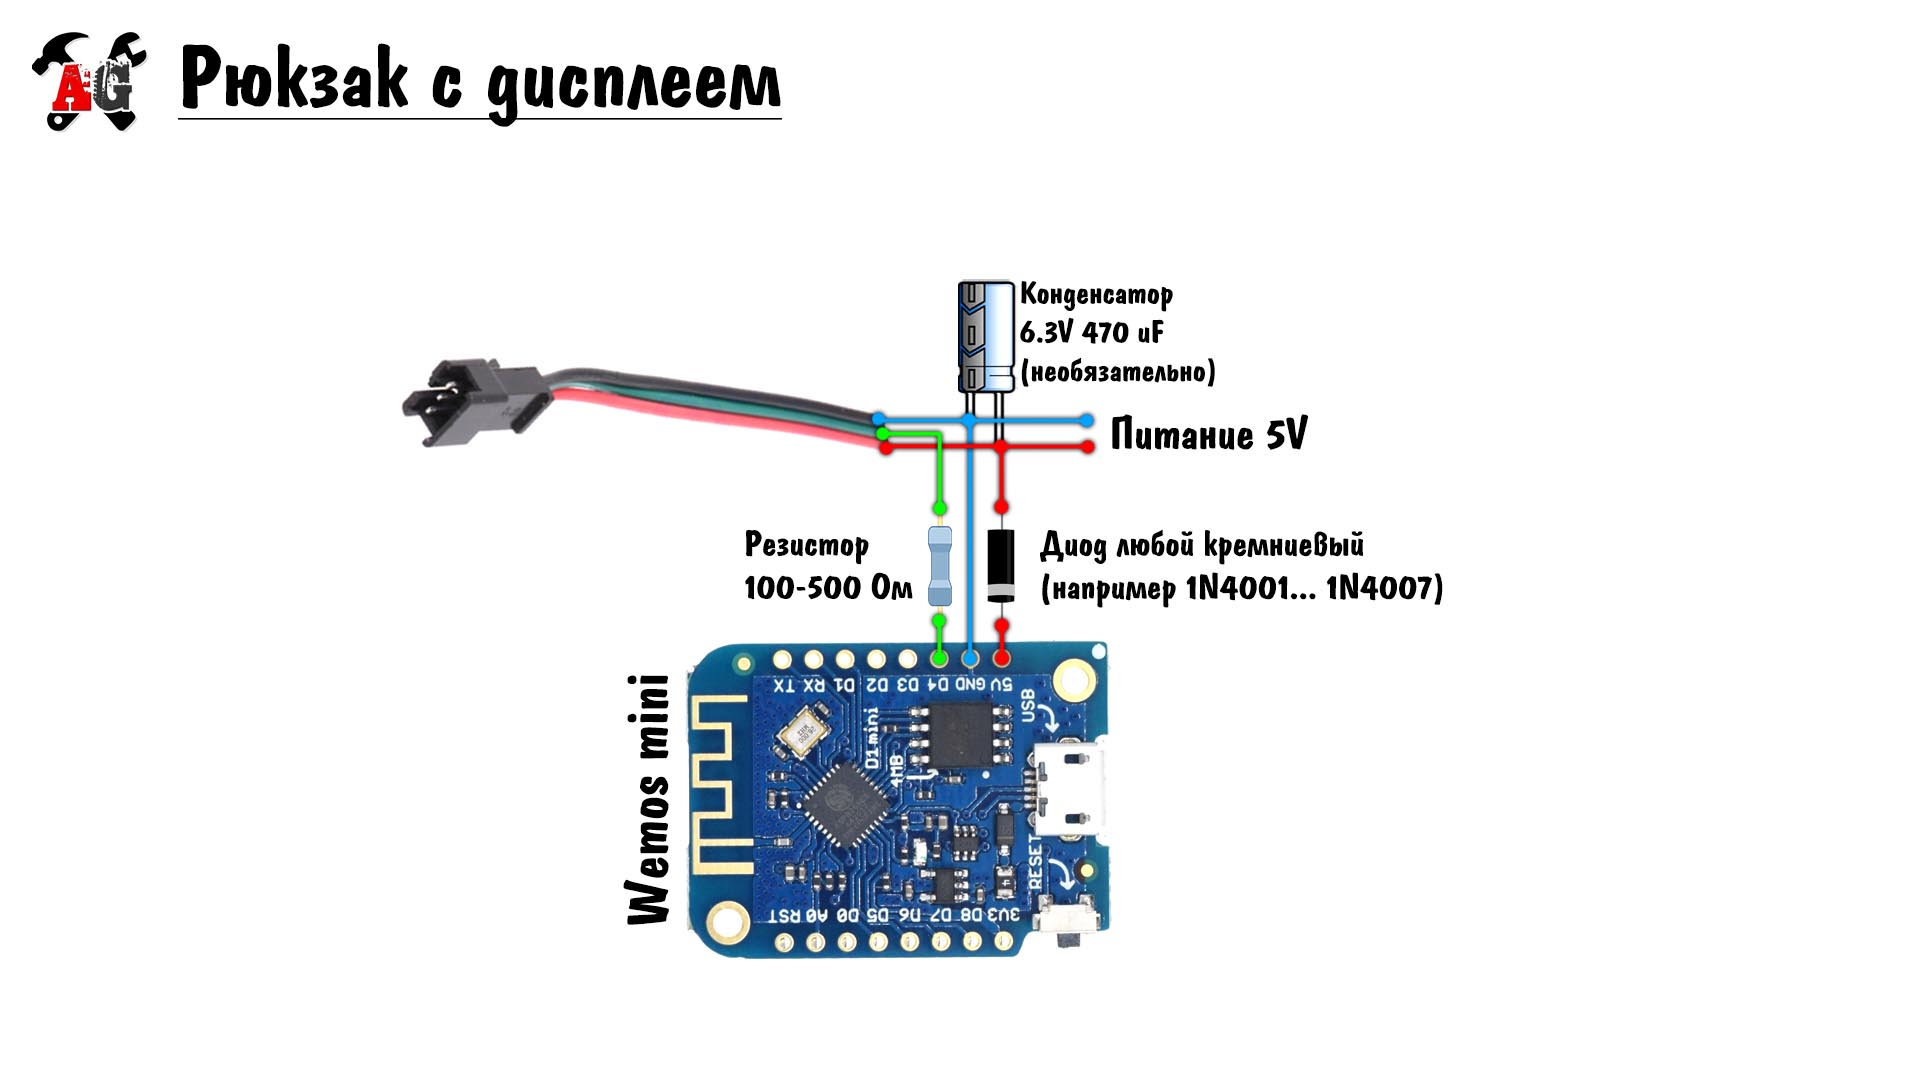 AG
Рюкзак с дисплеем
Конденсатор
6.3V 470 uF
(необязательно)
Питание 5V
Резистор
100-500 Ом
Диод любой кремниевый
(например 1N4001... 1N4007)
Wemos mini
TX RX D1 D2 D3 D4 GND 5V
USB
D1 mini
4MB
RESET
RST A0 D0 D5 D6 D7 D8 3V3